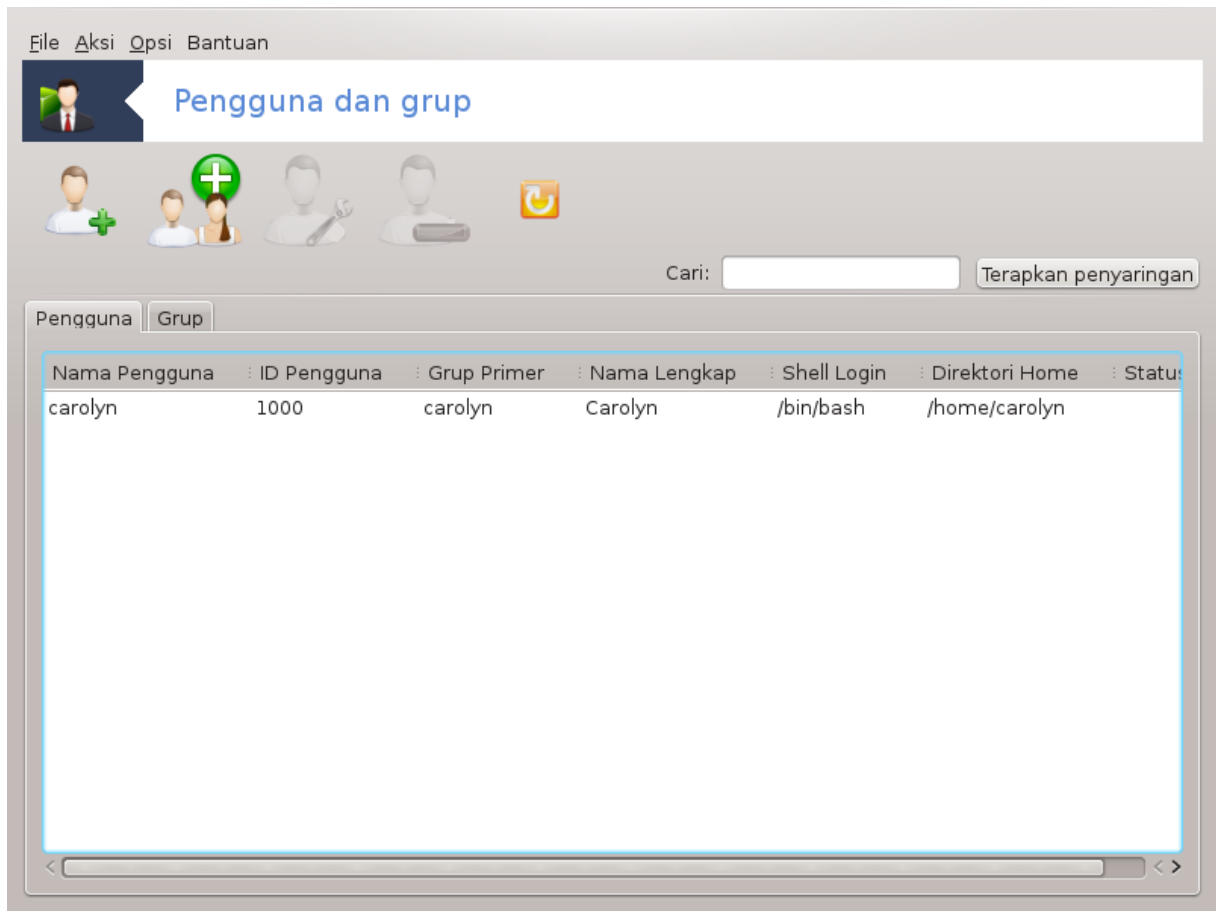 File Aksi Opsi Bantuan
Pengguna dan grup
Cari: Terapkan penyaringan
Pengguna Grup
Nama Pengguna ID Pengguna Grup Primer Nama Lengkap Shell Login Direktori Home Status
carolyn 1000 carolyn Carolyn /bin/bash /home/carolyn